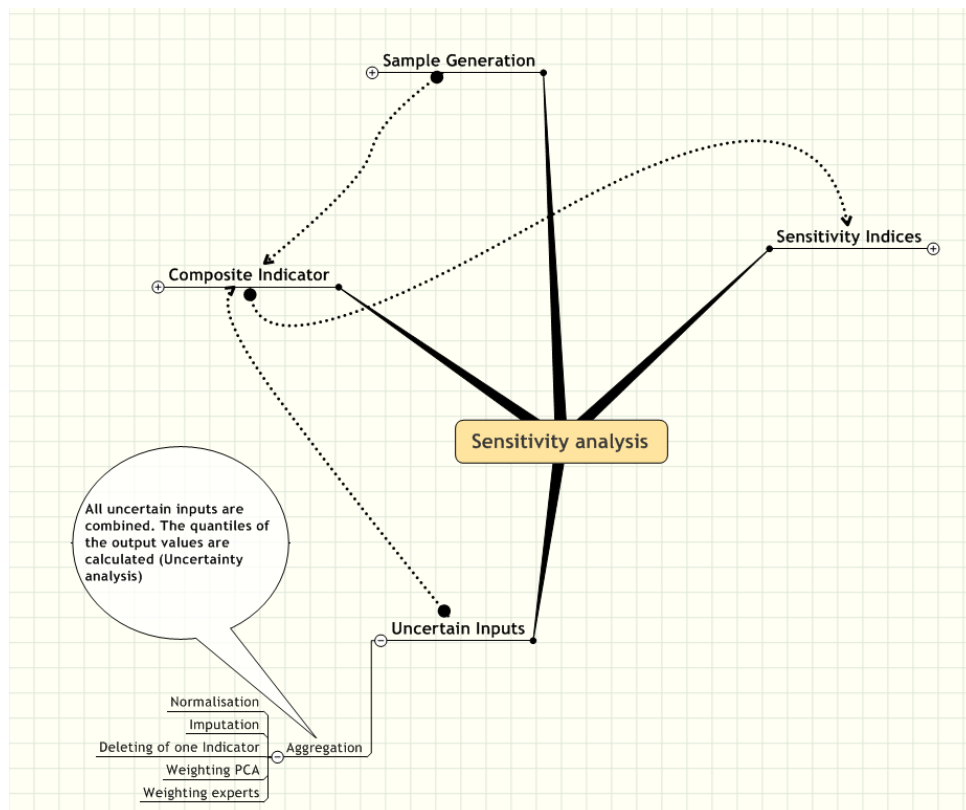 Sample Generation
Sensitivity Indices
Composite Indicator
Sensitivity analysis
All uncertain inputs are
combined. The quantiles of
the output values are
calculated (Uncertainty
analysis)
Uncertain Inputs
Normalisation
Imputation
Deleting of one Indicator
Aggregation
Weighting PCA
Weighting experts